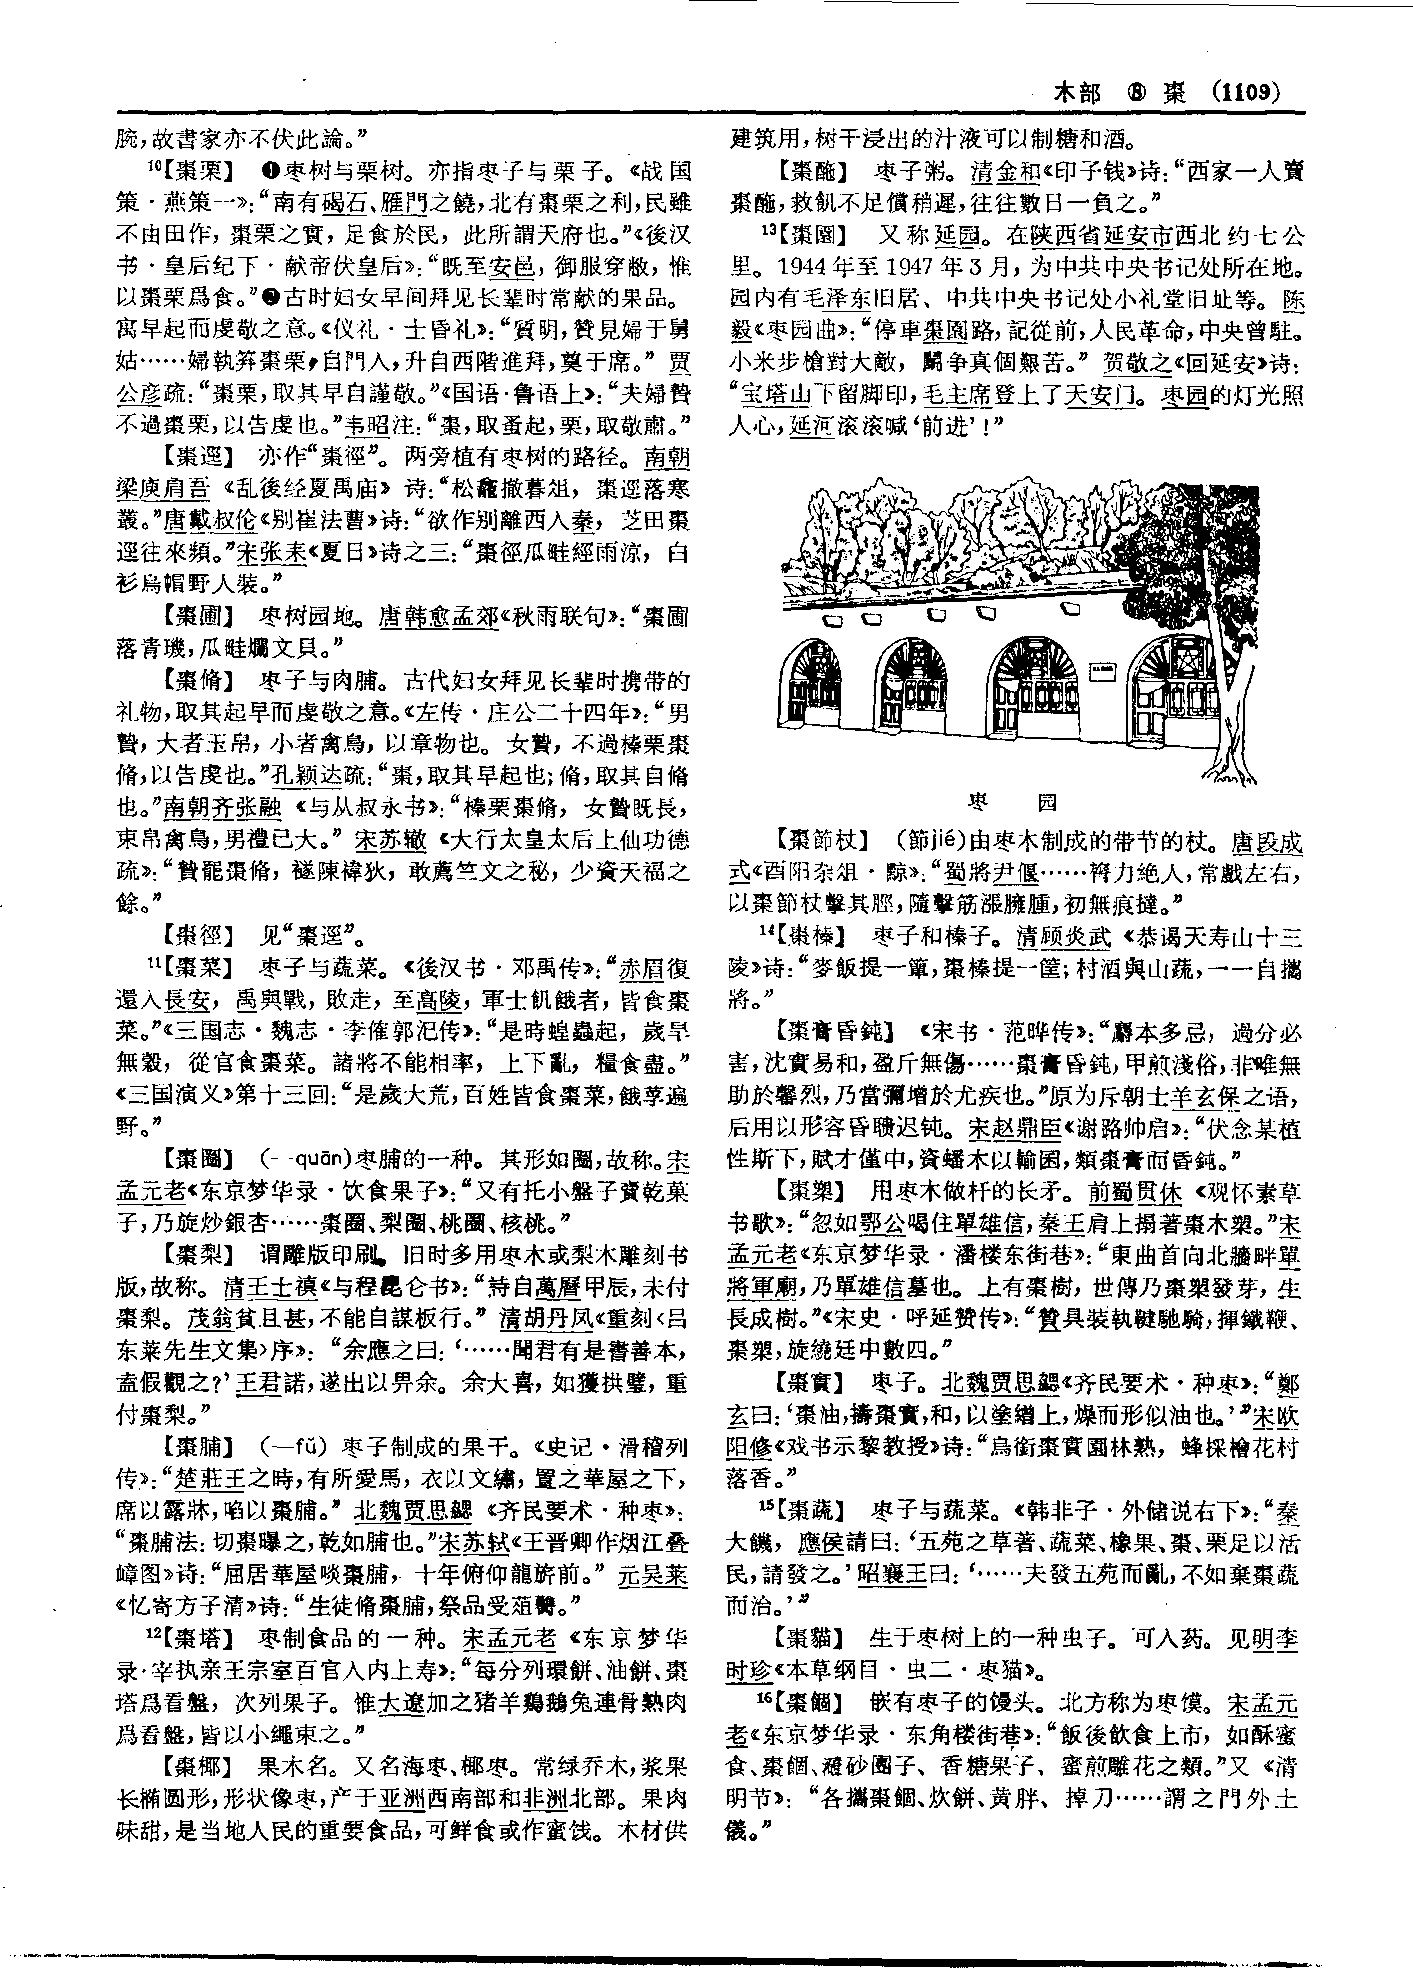 木部 ⑧ 棗 (1109)
腕,故書家亦不伏此論。”
¹⁰【棗栗】 ❶枣树与栗树。亦指枣子与栗子。《战国
策·燕策一》:“南有碣石、雁門之饒,北有棗栗之利,民雖
不由田作,棗栗之實,足食於民,此所謂天府也。”《後汉
书·皇后纪下·献帝伏皇后》:“既至安邑,御服穿敝,惟
以棗栗爲食。”❷古时妇女早间拜见长辈时常献的果品。
寓早起而虔敬之意。《仪礼·士昏礼》:“質明,贊見婦于舅
姑……婦執笲棗栗,自門入,升自西階進拜,奠于席。” 贾
公彦疏:“棗栗,取其早自謹敬。”《国语·鲁语上》:“夫婦贄
不過棗栗,以告虔也。”韦昭注:“棗,取蚤起,栗,取敬肅。”
【棗逕】 亦作“棗徑”。两旁植有枣树的路径。南朝
梁庾肩吾《乱後经夏禹庙》诗:“松龕撤暮俎,棗逕落寒
叢。”唐戴叔伦《别崔法曹》诗:“欲作别離西入秦,芝田棗
逕往來頻。”宋张耒《夏日》诗之三:“棗徑瓜畦經雨涼,白
衫烏帽野人裝。”
【棗圃】 枣树园地。唐韩愈孟郊《秋雨联句》:“棗圃
落青璣,瓜畦爛文貝。”
【棗脩】 枣子与肉脯。古代妇女拜见长辈时携带的
礼物,取其起早而虔敬之意。《左传·庄公二十四年》:“男
贄,大者玉帛,小者禽鳥,以章物也。女贄,不過榛栗棗
脩,以告虔也。”孔颖达疏:“棗,取其早起也;脩,取其自脩
也。”南朝齐张融《与从叔永书》:“榛栗棗脩,女贄既長,
束帛禽鳥,男禮已大。” 宋苏辙《大行太皇太后上仙功德
疏》:“贄罷棗脩,襚陳褘狄,敢薦竺文之秘,少資天福之
餘。”
【棗徑】 见“棗逕”。
¹¹【棗菜】 枣子与蔬菜。《後汉书·邓禹传》:“赤眉復
還入長安,禹與戰,敗走,至高陵,軍士飢餓者,皆食棗
菜。”《三国志·魏志·李傕郭汜传》:“是時蝗蟲起,歲旱
無穀,從官食棗菜。諸將不能相率,上下亂,糧食盡。”
《三国演义》第十三回:“是歲大荒,百姓皆食棗菜,餓莩遍
野。”
【棗圈】 (—quān)枣脯的一种。其形如圈,故称。宋
孟元老《东京梦华录·饮食果子》:“又有托小盤子賣乾菓
子,乃旋炒銀杏……棗圈、梨圈、桃圈、核桃。”
【棗梨】 谓雕版印刷。旧时多用枣木或梨木雕刻书
版,故称。清王士禛《与程昆仑书》:“詩自萬曆甲辰,未付
棗梨。茂翁貧且甚,不能自謀板行。” 清胡丹凤《重刻〈吕
东莱先生文集〉序》:“余應之曰:‘……聞君有是書善本,
盍假觀之?’王君諾,遂出以畀余。余大喜,如獲拱璧,重
付棗梨。”
【棗脯】 (—fǔ)枣子制成的果干。《史记·滑稽列
传》:“楚莊王之時,有所愛馬,衣以文繡,置之華屋之下,
席以露牀,啗以棗脯。” 北魏贾思勰《齐民要术·种枣》:
“棗脯法:切棗曝之,乾如脯也。”宋苏轼《王晋卿作烟江叠
嶂图》诗:“屈居華屋啖棗脯,十年俯仰龍旂前。” 元吴莱
《忆寄方子清》诗:“生徒脩棗脯,祭品受葅臡。”
¹²【棗塔】 枣制食品的一种。宋孟元老《东京梦华
录·宰执亲王宗室百官入内上寿》:“每分列環餅、油餅、棗
塔爲看盤,次列果子。惟大遼加之猪羊鷄鵝兔連骨熟肉
爲看盤,皆以小繩束之。”
【棗椰】 果木名。又名海枣、椰枣。常绿乔木,浆果
长椭圆形,形状像枣,产于亚洲西南部和非洲北部。果肉
味甜,是当地人民的重要食品,可鲜食或作蜜饯。木材供
建筑用,树干浸出的汁液可以制糖和酒。
【棗酏】 枣子粥。清金和《印子钱》诗:“西家一人賣
棗酏,救飢不足償稍遲,往往數日一負之。”
¹³【棗園】 又称延园。在陕西省延安市西北约七公
里。1944年至1947年3月,为中共中央书记处所在地。
园内有毛泽东旧居、中共中央书记处小礼堂旧址等。陈
毅《枣园曲》:“停車棗園路,記從前,人民革命,中央曾駐。
小米步槍對大敵,鬬争真個艱苦。” 贺敬之《回延安》诗:
“宝塔山下留脚印,毛主席登上了天安门。枣园的灯光照
人心,延河滚滚喊‘前进’!”
枣 园
【棗節杖】 (節jié)由枣木制成的带节的杖。唐段成
式《酉阳杂俎·黥》:“蜀將尹偃……膂力绝人,常戲左右,
以棗節杖擊其脛,隨擊筋漲臃腫,初無痕撻。”
¹⁴【棗榛】 枣子和榛子。清顾炎武《恭谒天寿山十三
陵》诗:“麥飯提一簞,棗榛提一筐;村酒與山蔬,一一自攜
將。”
【棗膏昏鈍】 《宋书·范晔传》:“麝本多忌,過分必
害,沈實易和,盈斤無傷……棗膏昏鈍,甲煎淺俗,非唯無
助於馨烈,乃當彌增於尤疾也。”原为斥朝士羊玄保之语,
后用以形容昏聩迟钝。宋赵鼎臣《谢路帅启》:“伏念某植
性斯下,賦才僅中,資蟠木以輪囷,類棗膏而昏鈍。”
【棗槊】 用枣木做杆的长矛。前蜀贯休《观怀素草
书歌》:“忽如鄂公喝住單雄信,秦王肩上搨著棗木槊。”宋
孟元老《东京梦华录·潘楼东街巷》:“東曲首向北牆畔單
將軍廟,乃單雄信墓也。上有棗樹,世傳乃棗槊發芽,生
長成樹。”《宋史·呼延赞传》:“贊具装執鞬馳騎,揮鐵鞭、
棗槊,旋繞廷中數四。”
【棗實】 枣子。北魏贾思勰《齐民要术·种枣》:“鄭
玄曰:‘棗油,擣棗實,和,以塗繒上,燥而形似油也。’”宋欧
阳修《戏书示黎教授》诗:“烏銜棗實園林熟,蜂採檜花村
落香。”
¹⁵【棗蔬】 枣子与蔬菜。《韩非子·外储说右下》:“秦
大饑,應侯請曰:‘五苑之草著、蔬菜、橡果、棗、栗足以活
民,請發之。’昭襄王曰:‘……夫發五苑而亂,不如棄棗蔬
而治。’”
【棗貓】 生于枣树上的一种虫子。可入药。见明李
时珍《本草纲目·虫二·枣猫》。
¹⁶【棗䭅】 嵌有枣子的馒头。北方称为枣馍。宋孟元
老《东京梦华录·东角楼街巷》:“飯後飲食上市,如酥蜜
食、棗䭅、砂團子、香糖果子、蜜煎雕花之類。”又《清
明节》:“各攜棗䭅、炊餅、黄胖、掉刀……謂之門外土
儀。”